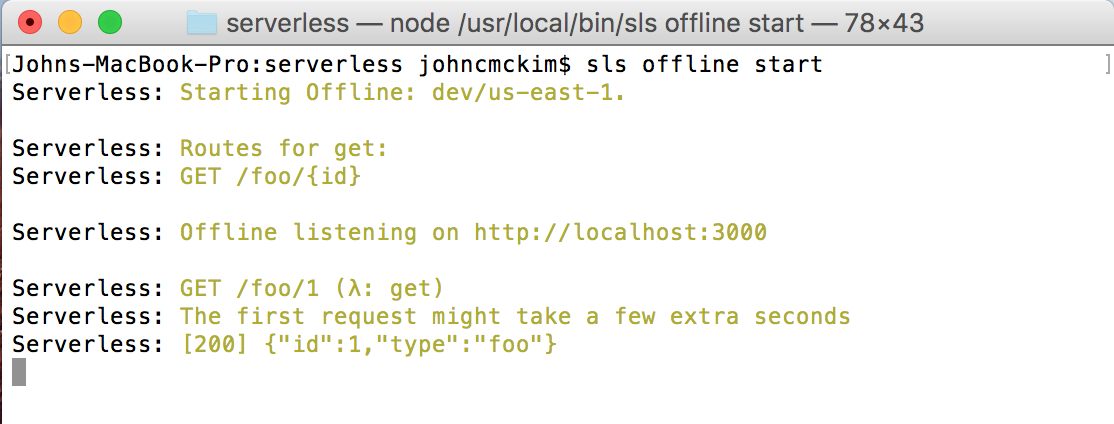 serverless — node /usr/local/bin/sls offline start — 78×43
[Johns-MacBook-Pro:serverless johncmckim$ sls offline start ]
Serverless: Starting Offline: dev/us-east-1.
Serverless: Routes for get:
Serverless: GET /foo/{id}
Serverless: Offline listening on http://localhost:3000
Serverless: GET /foo/1 (λ: get)
Serverless: The first request might take a few extra seconds
Serverless: [200] {"id":1,"type":"foo"}